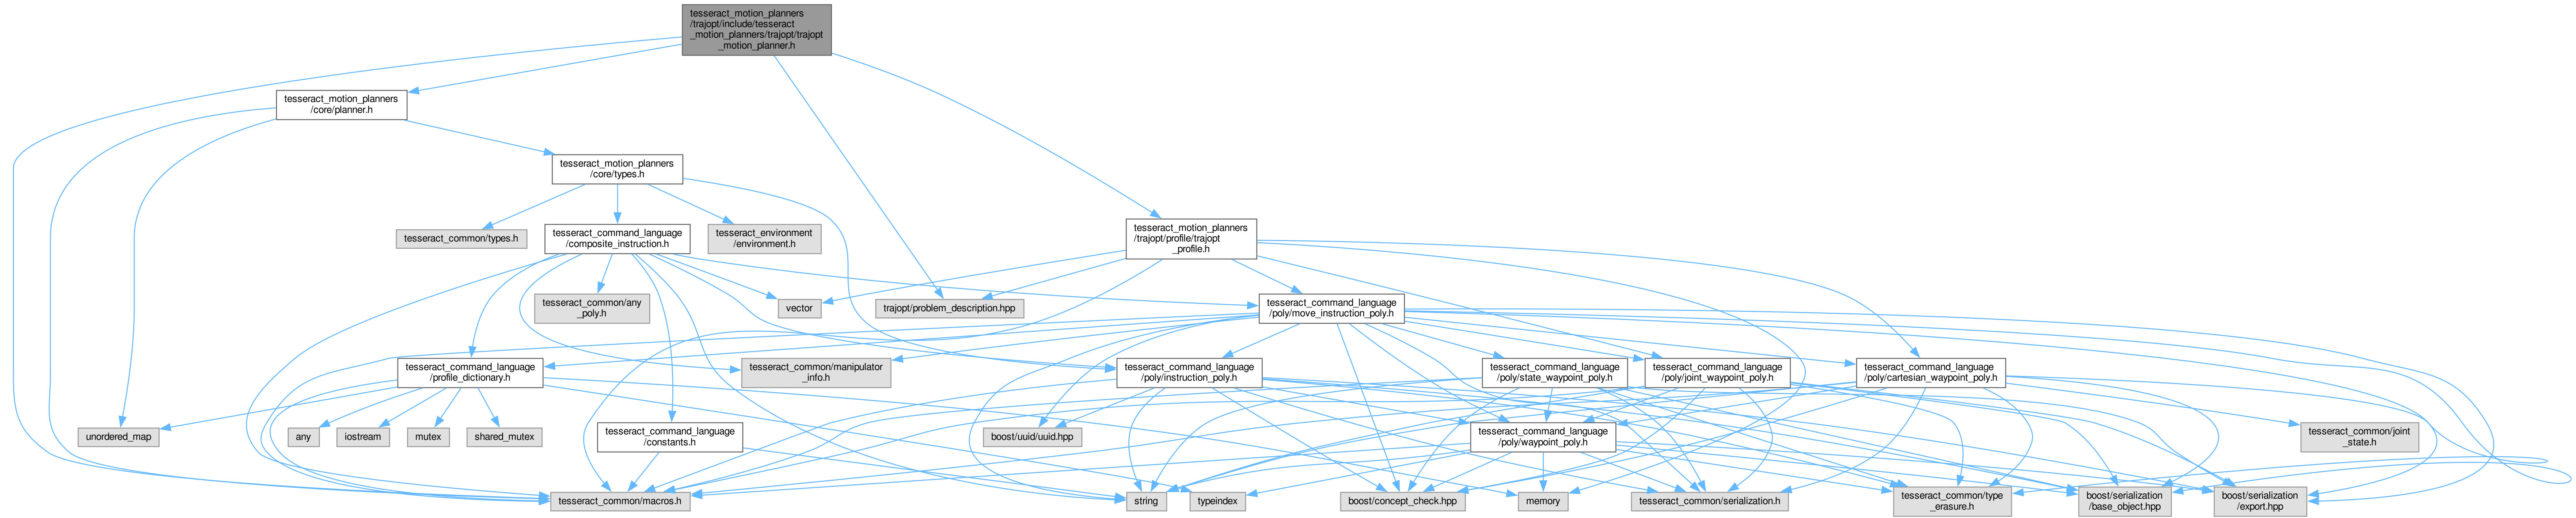 tesseract_motion_planners
/trajopt/include/tesseract
_motion_planners/trajopt/trajopt
_motion_planner.h
tesseract_motion_planners
/core/planner.h
tesseract_motion_planners
/core/types.h
tesseract_common/types.h
tesseract_command_language
/composite_instruction.h
tesseract_environment
/environment.h
tesseract_motion_planners
/trajopt/profile/trajopt
_profile.h
tesseract_common/any
_poly.h
vector
trajopt/problem_description.hpp
tesseract_command_language
/poly/move_instruction_poly.h
tesseract_command_language
/profile_dictionary.h
tesseract_common/manipulator
_info.h
tesseract_command_language
/poly/instruction_poly.h
tesseract_command_language
/poly/state_waypoint_poly.h
tesseract_command_language
/poly/joint_waypoint_poly.h
tesseract_command_language
/poly/cartesian_waypoint_poly.h
unordered_map
any
iostream
mutex
shared_mutex
tesseract_command_language
/constants.h
boost/uuid/uuid.hpp
tesseract_command_language
/poly/waypoint_poly.h
tesseract_common/joint
_state.h
tesseract_common/macros.h
string
typeindex
boost/concept_check.hpp
memory
tesseract_common/serialization.h
tesseract_common/type
_erasure.h
boost/serialization
/base_object.hpp
boost/serialization
/export.hpp